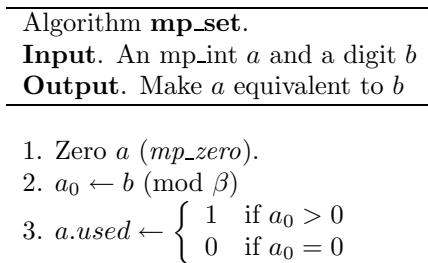 Algorithm mp_set.
Input. An mp_int a and a digit b
Output. Make a equivalent to b
1. Zero a (mp_zero).
2. a₀ ← b (mod β)
3. a.used ← { 1 if a₀ > 0
0 if a₀ = 0